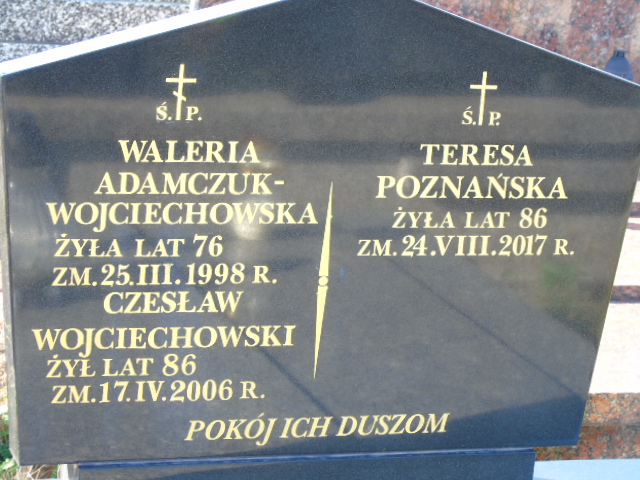 Ś. P.
WALERIA
ADAMCZUK-
WOJCIECHOWSKA
ŻYŁA LAT 76
ZM. 25.III.1998 R.
CZESŁAW
WOJCIECHOWSKI
ŻYŁ LAT 86
ZM. 17.IV.2006 R.
Ś. P.
TERESA
POZNAŃSKA
ŻYŁA LAT 86
ZM. 24.VIII.2017 R.
POKÓJ ICH DUSZOM